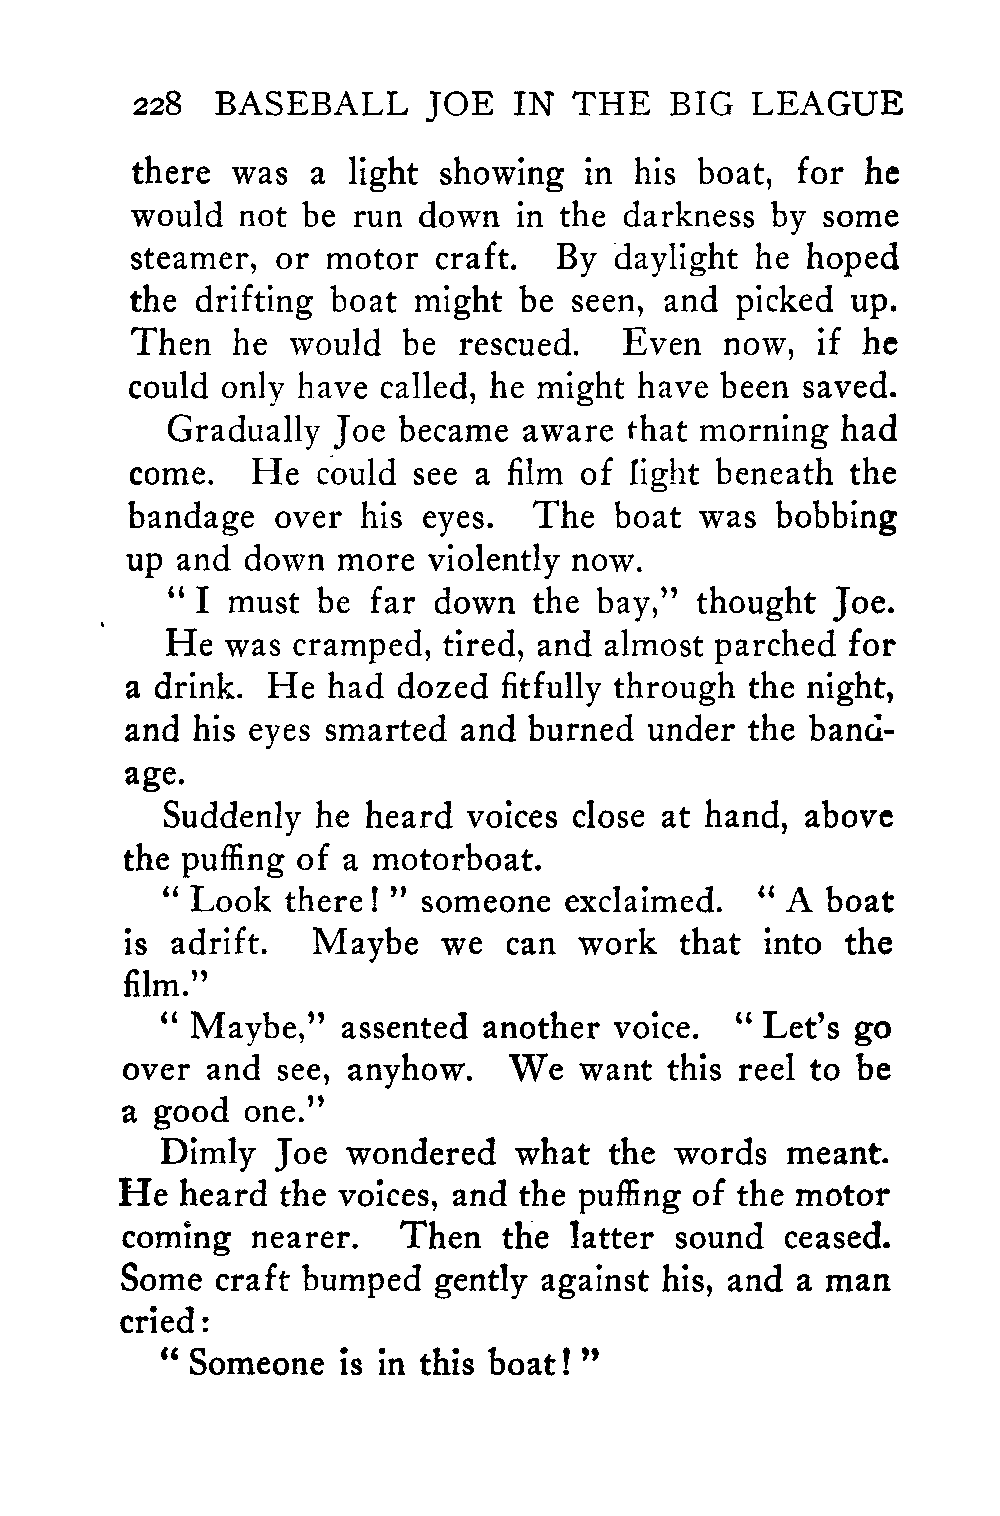 228 BASEBALL JOE IN THE BIG LEAGUE
there was a light showing in his boat, for he
would not be run down in the darkness by some
steamer, or motor craft. By daylight he hoped
the drifting boat might be seen, and picked up.
Then he would be rescued. Even now, if he
could only have called, he might have been saved.
Gradually Joe became aware that morning had
come. He could see a film of light beneath the
bandage over his eyes. The boat was bobbing
up and down more violently now.
" I must be far down the bay," thought Joe.
He was cramped, tired, and almost parched for
a drink. He had dozed fitfully through the night,
and his eyes smarted and burned under the band-
age.
Suddenly he heard voices close at hand, above
the puffing of a motorboat.
" Look there! " someone exclaimed. " A boat
is adrift. Maybe we can work that into the
film."
" Maybe," assented another voice. " Let's go
over and see, anyhow. We want this reel to be
a good one."
Dimly Joe wondered what the words meant.
He heard the voices, and the puffing of the motor
coming nearer. Then the latter sound ceased.
Some craft bumped gently against his, and a man
cried:
" Someone is in this boat! "